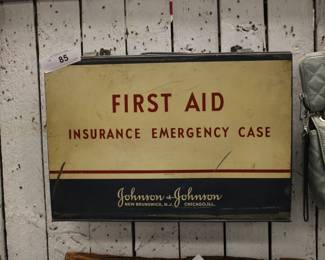 85
FIRST AID
INSURANCE EMERGENCY CASE
Johnson & Johnson
NEW BRUNSWICK, N.J. CHICAGO, ILL.